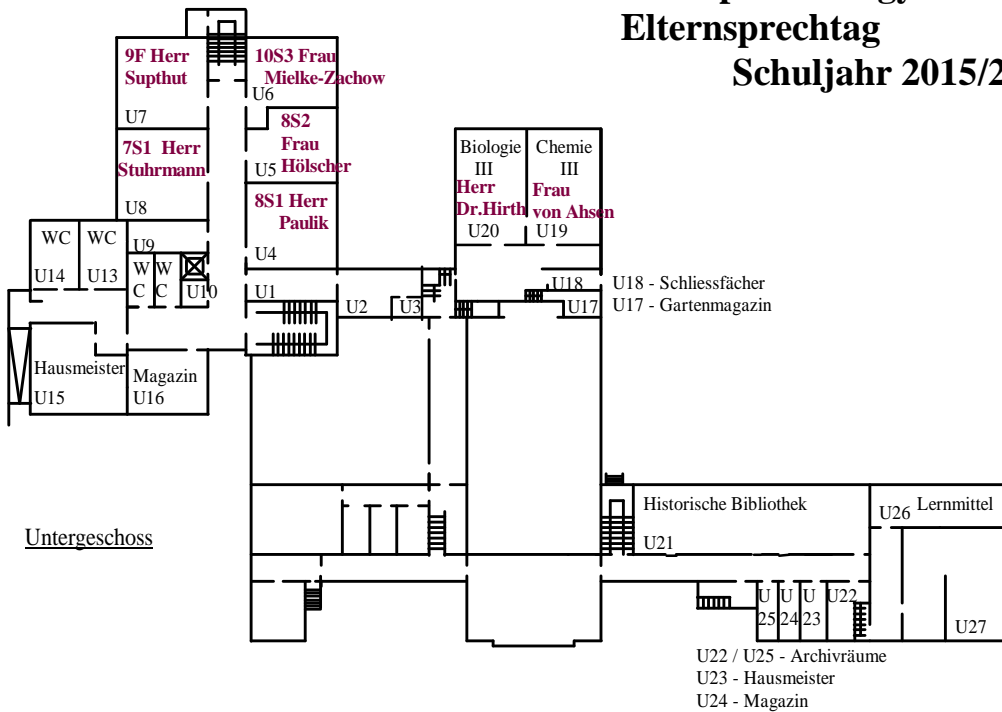 Elternsprechtag
Schuljahr 2015/2
9F Herr
Supthut
U7
10S3 Frau
Mielke-Zachow
U6
8S2
Frau
Hölscher
U5
7S1 Herr
Stuhrmann
U8
8S1 Herr
Paulik
U4
Biologie
III
Herr
Dr.Hirth
U20
Chemie
III
Frau
von Ahsen
U19
WC
U14
WC
U13
U9
W
C
W
C
U10
U1
U2
U3
U18
U17
U18 - Schliessfächer
U17 - Gartenmagazin
Hausmeister
U15
Magazin
U16
Untergeschoss
Historische Bibliothek
U21
U26
Lernmittel
U
25
U
24
U
23
U22
U27
U22 / U25 - Archivräume
U23 - Hausmeister
U24 - Magazin